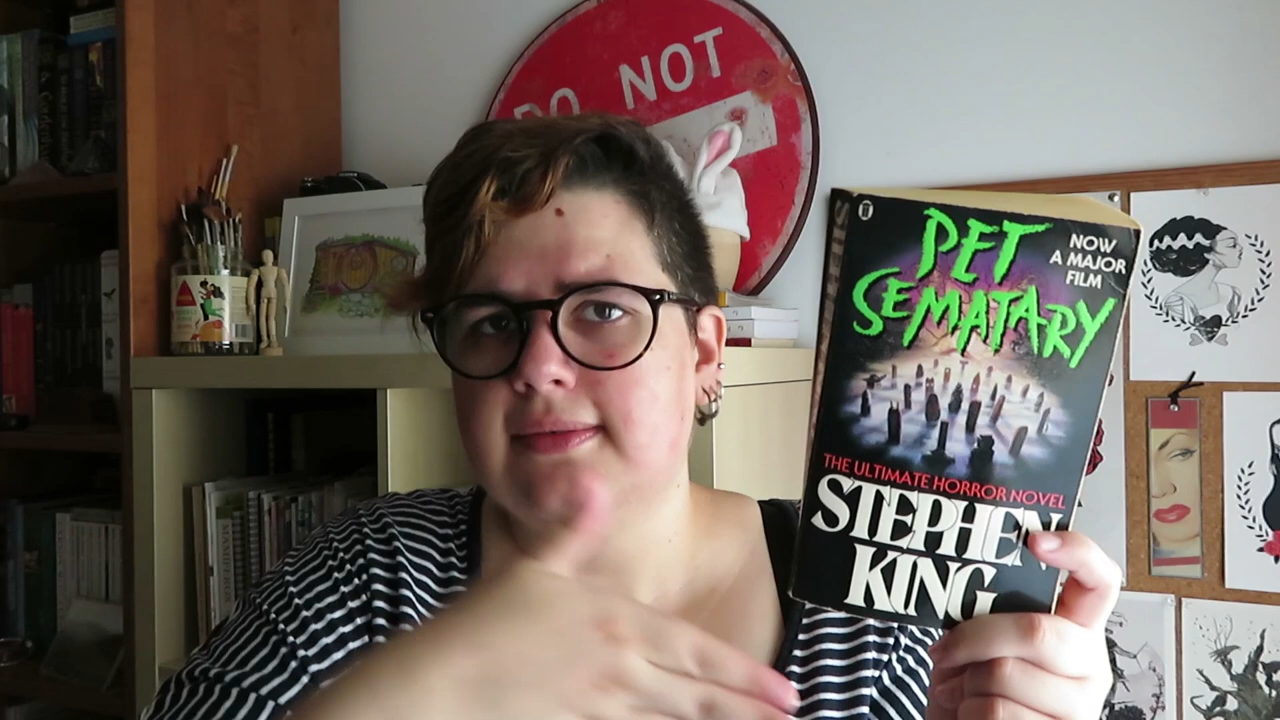 DO NOT
PET
SEMATARY
NOW
A MAJOR
FILM
THE ULTIMATE HORROR NOVEL
STEPHEN
KING